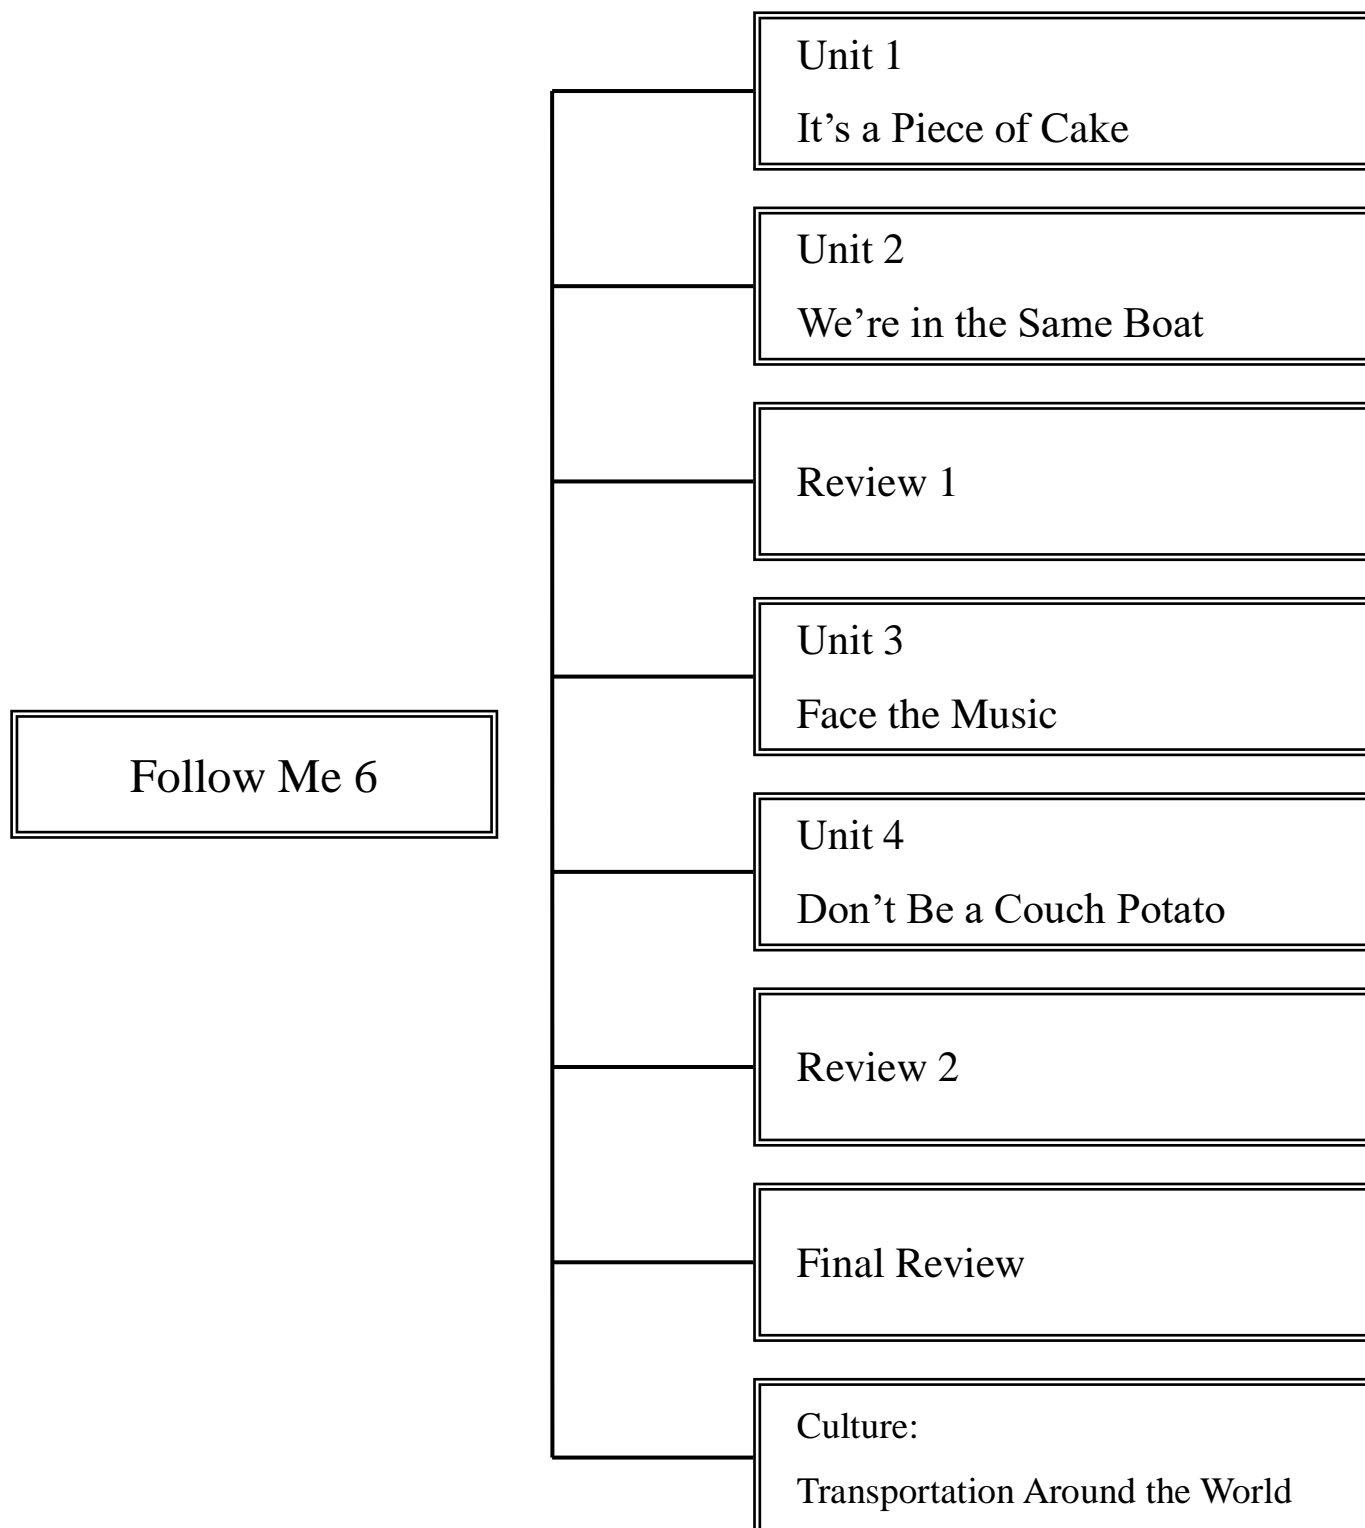 Follow Me 6
Unit 1
It’s a Piece of Cake
Unit 2
We’re in the Same Boat
Review 1
Unit 3
Face the Music
Unit 4
Don’t Be a Couch Potato
Review 2
Final Review
Culture:
Transportation Around the World